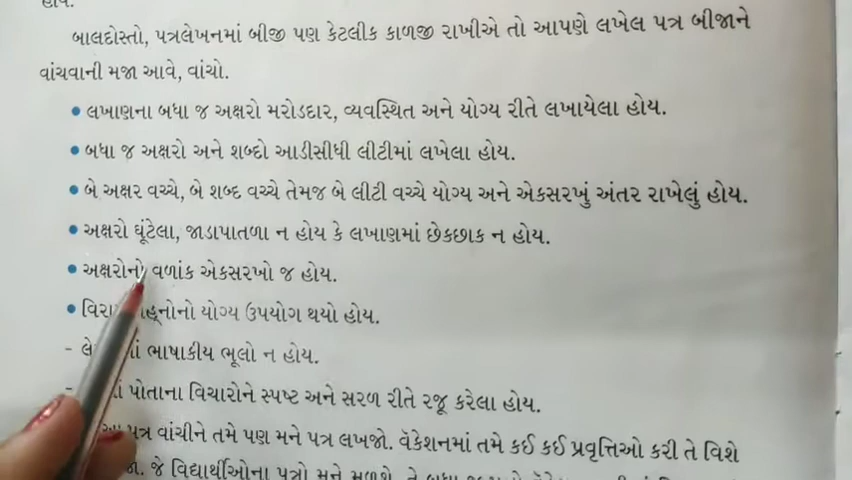 હોય.
બાલદોસ્તો, પત્રલેખનમાં બીજી પણ કેટલીક કાળજી રાખીએ તો આપણે લખેલ પત્ર બીજાને
વાંચવાની મજા આવે, વાંચો.
• લખાણના બધા જ અક્ષરો મરોડદાર, વ્યવસ્થિત અને યોગ્ય રીતે લખાયેલા હોય.
• બધા જ અક્ષરો અને શબ્દો આડીસીધી લીટીમાં લખેલા હોય.
• બે અક્ષર વચ્ચે, બે શબ્દ વચ્ચે તેમજ બે લીટી વચ્ચે યોગ્ય અને એકસરખું અંતર રાખેલું હોય.
• અક્ષરો ઘૂંટેલા, જાડાપાતળા ન હોય કે લખાણમાં છેકછાક ન હોય.
• અક્ષરોનો વળાંક એકસરખો જ હોય.
• યોગ્ય ઉપયોગ થયો હોય.
- ભાષાકીય ભૂલો ન હોય.
- પોતાના વિચારોને સ્પષ્ટ અને સરળ રીતે રજૂ કરેલા હોય.
પત્ર વાંચીને તમે પણ મને પત્ર લખજો. વૅકેશનમાં તમે કઈ કઈ પ્રવૃત્તિઓ કરી તે વિશે
જે વિદ્યાર્થીઓના પત્રો મને મળશે